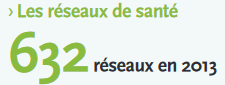 › Les réseaux de santé
632 réseaux en 2013